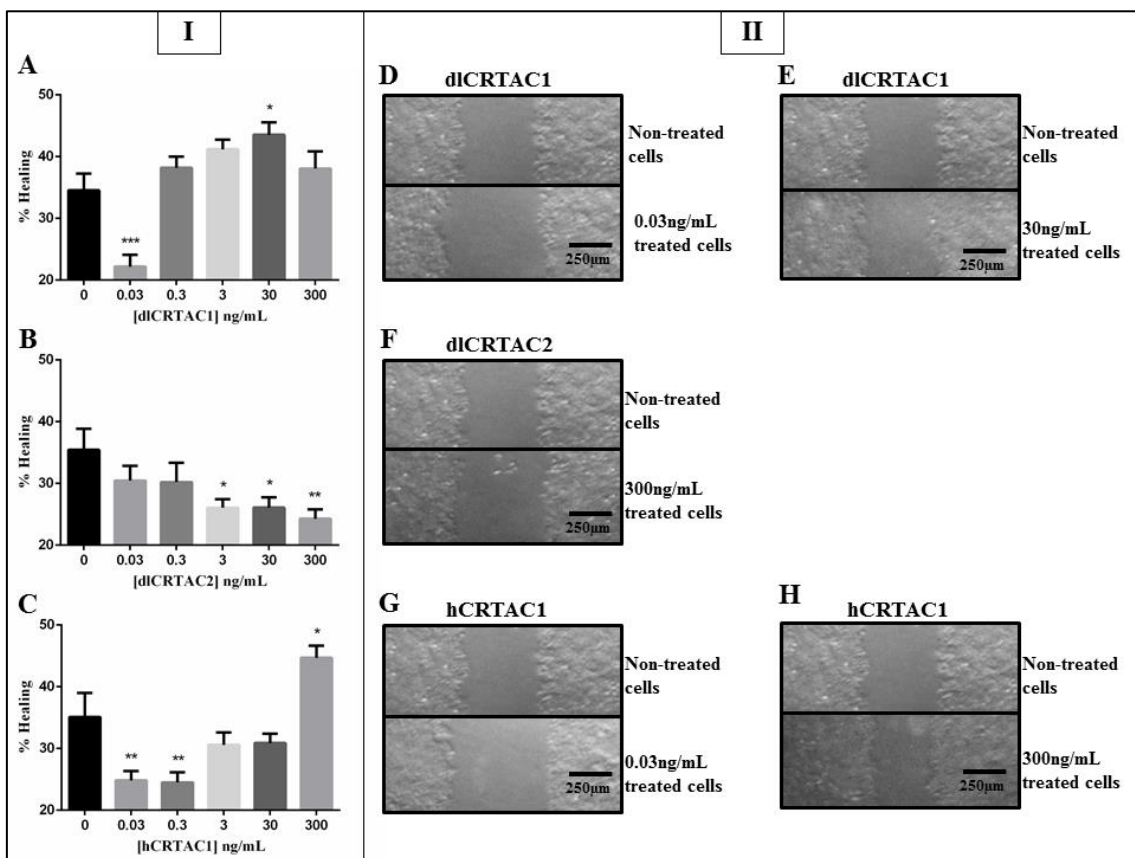 I
II
A
50
40
30
20
% Healing
***
*
0 0.03 0.3 3 30 300
[dlCRTAC1] ng/mL
B
50
40
30
20
% Healing
*
*
**
0 0.03 0.3 3 30 300
[dlCRTAC2] ng/mL
C
50
40
30
20
% Healing
**
**
*
0 0.03 0.3 3 30 300
[hCRTAC1] ng/mL
D
dlCRTAC1
Non-treated
cells
0.03ng/mL
treated cells
250µm
E
dlCRTAC1
Non-treated
cells
30ng/mL
treated cells
250µm
F
dlCRTAC2
Non-treated
cells
300ng/mL
treated cells
250µm
G
hCRTAC1
Non-treated
cells
0.03ng/mL
treated cells
250µm
H
hCRTAC1
Non-treated
cells
300ng/mL
treated cells
250µm